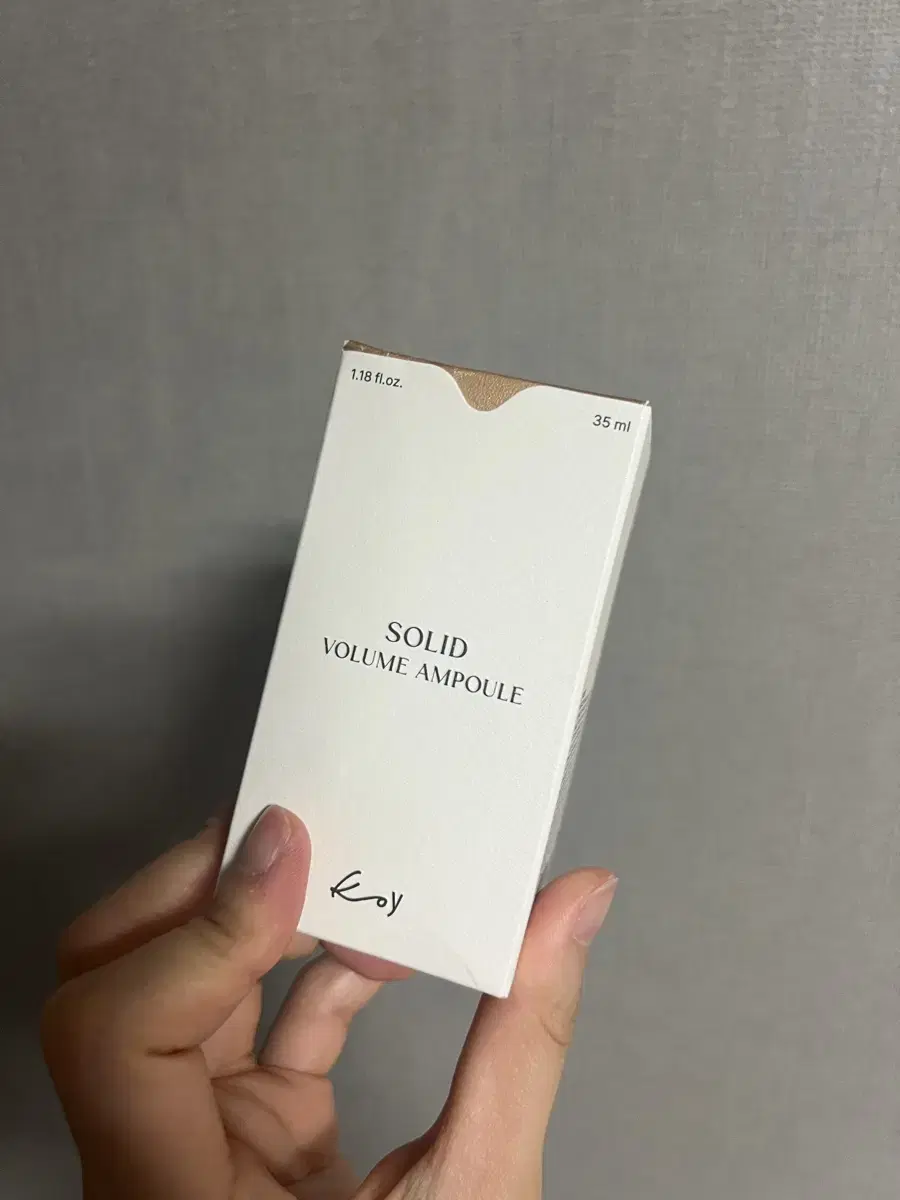 1.18 fl.oz.
35 ml
SOLID
VOLUME AMPOULE
Koy